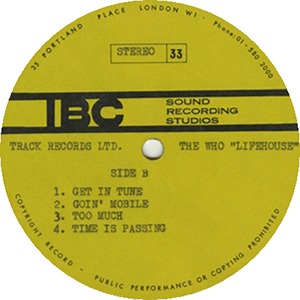 35 PORTLAND PLACE LONDON W1 - Phone: 01-580 2000
STEREO 33
IBC SOUND
RECORDING
STUDIOS
TRACK RECORDS LTD. THE WHO "LIFEHOUSE"
SIDE B
1. GET IN TUNE
2. GOIN' MOBILE
3. TOO MUCH
4. TIME IS PASSING
COPYRIGHT RECORD - PUBLIC PERFORMANCE OR COPYING PROHIBITED